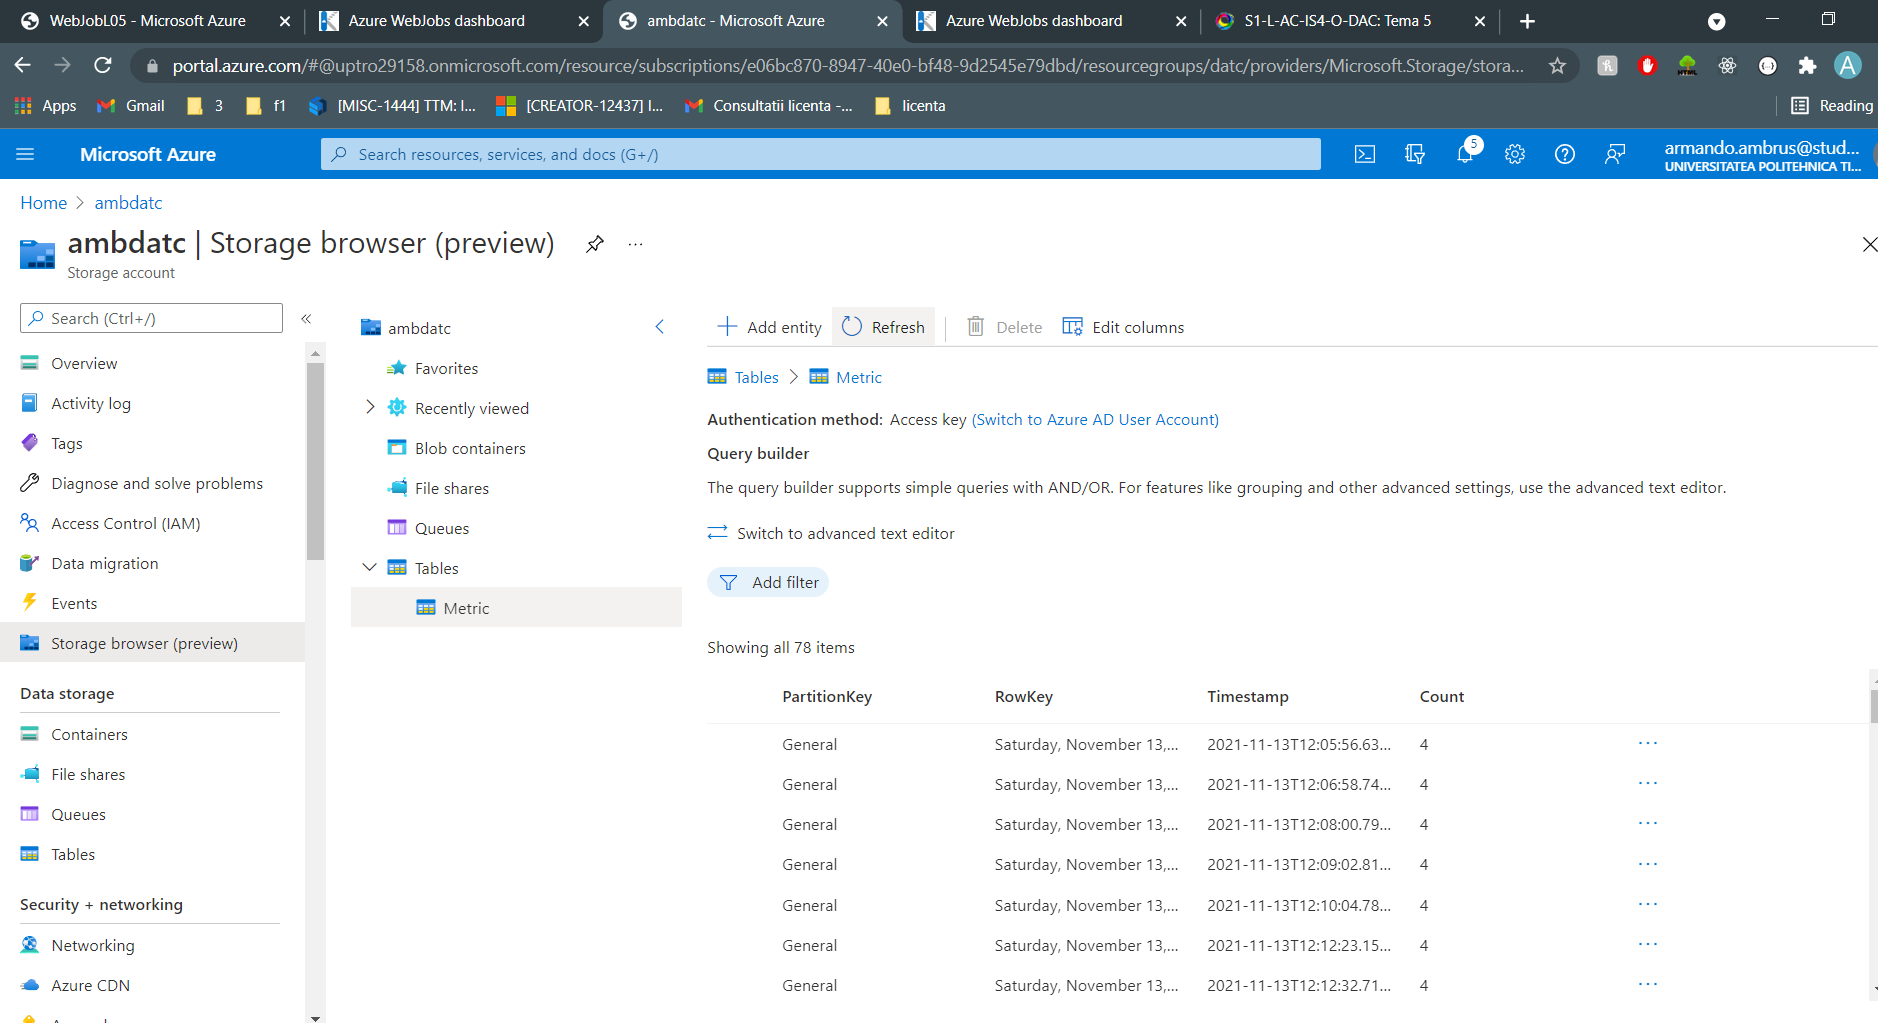 WebJobL05 - Microsoft Azure
Azure WebJobs dashboard
ambdatc - Microsoft Azure
Azure WebJobs dashboard
S1-L-AC-IS4-O-DAC: Tema 5
portal.azure.com/#@uptro29158.onmicrosoft.com/resource/subscriptions/e06bc870-8947-40e0-bf48-9d2545e79dbd/resourcegroups/datc/providers/Microsoft.Storage/stora...
A
Apps
Gmail
3
f1
[MISC-1444] TTM: I...
[CREATOR-12437] I...
Consultatii licenta -...
licenta
Reading
Microsoft Azure
Search resources, services, and docs (G+/)
5
armando.ambrus@stud...
UNIVERSITATEA POLITEHNICA TI...
Home > ambdatc
ambdatc | Storage browser (preview)
...
Storage account
Search (Ctrl+/)
«
Overview
Activity log
Tags
Diagnose and solve problems
Access Control (IAM)
Data migration
Events
Storage browser (preview)
Data storage
Containers
File shares
Queues
Tables
Security + networking
Networking
Azure CDN
ambdatc
Favorites
Recently viewed
Blob containers
File shares
Queues
Tables
Metric
Add entity
Refresh
Delete
Edit columns
Tables > Metric
Authentication method: Access key (Switch to Azure AD User Account)
Query builder
The query builder supports simple queries with AND/OR. For features like grouping and other advanced settings, use the advanced text editor.
Switch to advanced text editor
Add filter
Showing all 78 items
PartitionKey RowKey Timestamp Count
General Saturday, November 13,... 2021-11-13T12:05:56.63... 4 ...
General Saturday, November 13,... 2021-11-13T12:06:58.74... 4 ...
General Saturday, November 13,... 2021-11-13T12:08:00.79... 4 ...
General Saturday, November 13,... 2021-11-13T12:09:02.81... 4 ...
General Saturday, November 13,... 2021-11-13T12:10:04.78... 4 ...
General Saturday, November 13,... 2021-11-13T12:12:23.15... 4 ...
General Saturday, November 13,... 2021-11-13T12:12:32.71... 4 ...